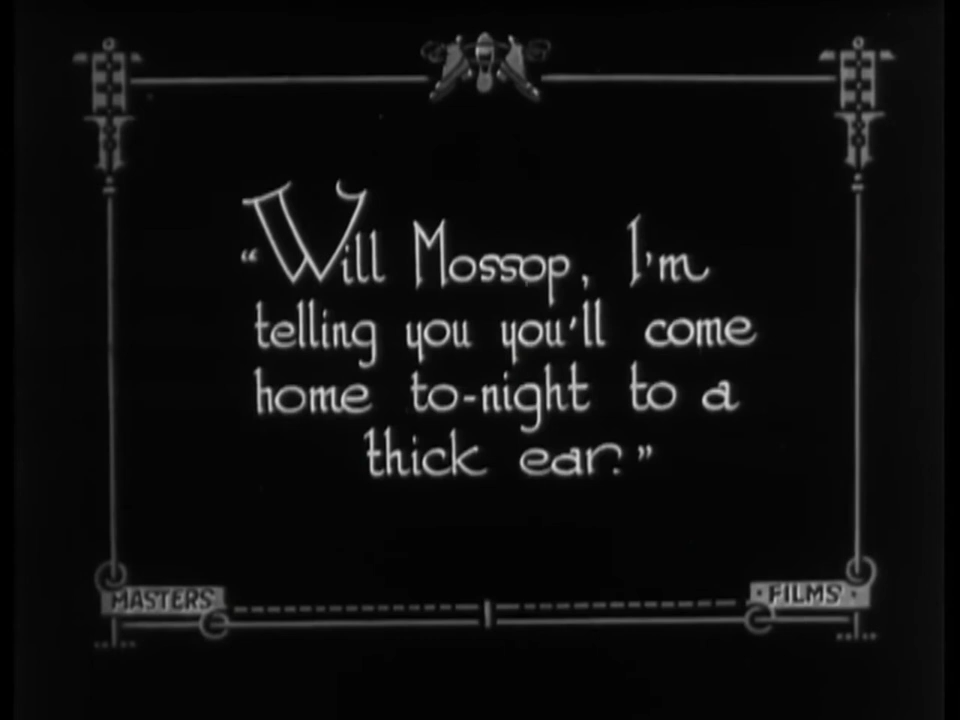 “Will Mossop, I'm
telling you you'll come
home to-night to a
thick ear.”
MASTERS
FILMS